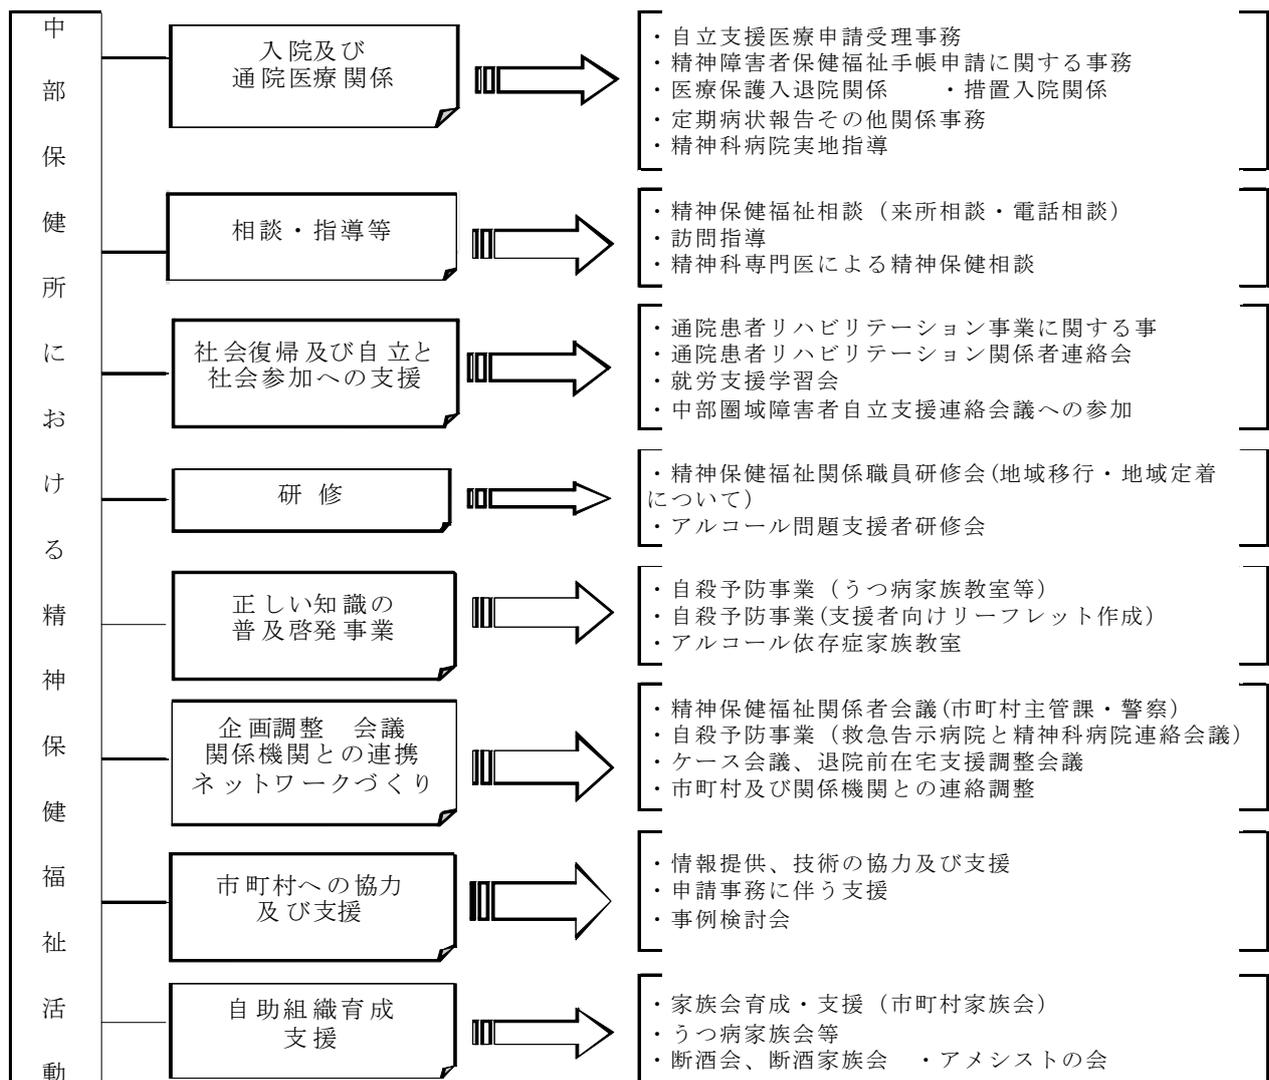 中部保健所における精神保健福祉活動
入院及び
通院医療関係
・自立支援医療申請受理事務
・精神障害者保健福祉手帳申請に関する事務
・医療保護入退院関係　・措置入院関係
・定期病状報告その他関係事務
・精神科病院実地指導
相談・指導等
・精神保健福祉相談（来所相談・電話相談）
・訪問指導
・精神科専門医による精神保健相談
社会復帰及び自立と
社会参加への支援
・通院患者リハビリテーション事業に関する事
・通院患者リハビリテーション関係者連絡会
・就労支援学習会
・中部圏域障害者自立支援連絡会議への参加
研修
・精神保健福祉関係職員研修会(地域移行・地域定着
について)
・アルコール問題支援者研修会
正しい知識の
普及啓発事業
・自殺予防事業（うつ病家族教室等）
・自殺予防事業(支援者向けリーフレット作成)
・アルコール依存症家族教室
企画調整　会議
関係機関との連携
ネットワークづくり
・精神保健福祉関係者会議(市町村主管課・警察)
・自殺予防事業（救急告示病院と精神科病院連絡会議）
・ケース会議、退院前在宅支援調整会議
・市町村及び関係機関との連絡調整
市町村への協力
及び支援
・情報提供、技術の協力及び支援
・申請事務に伴う支援
・事例検討会
自助組織育成
支援
・家族会育成・支援（市町村家族会）
・うつ病家族会等
・断酒会、断酒家族会　・アメシストの会